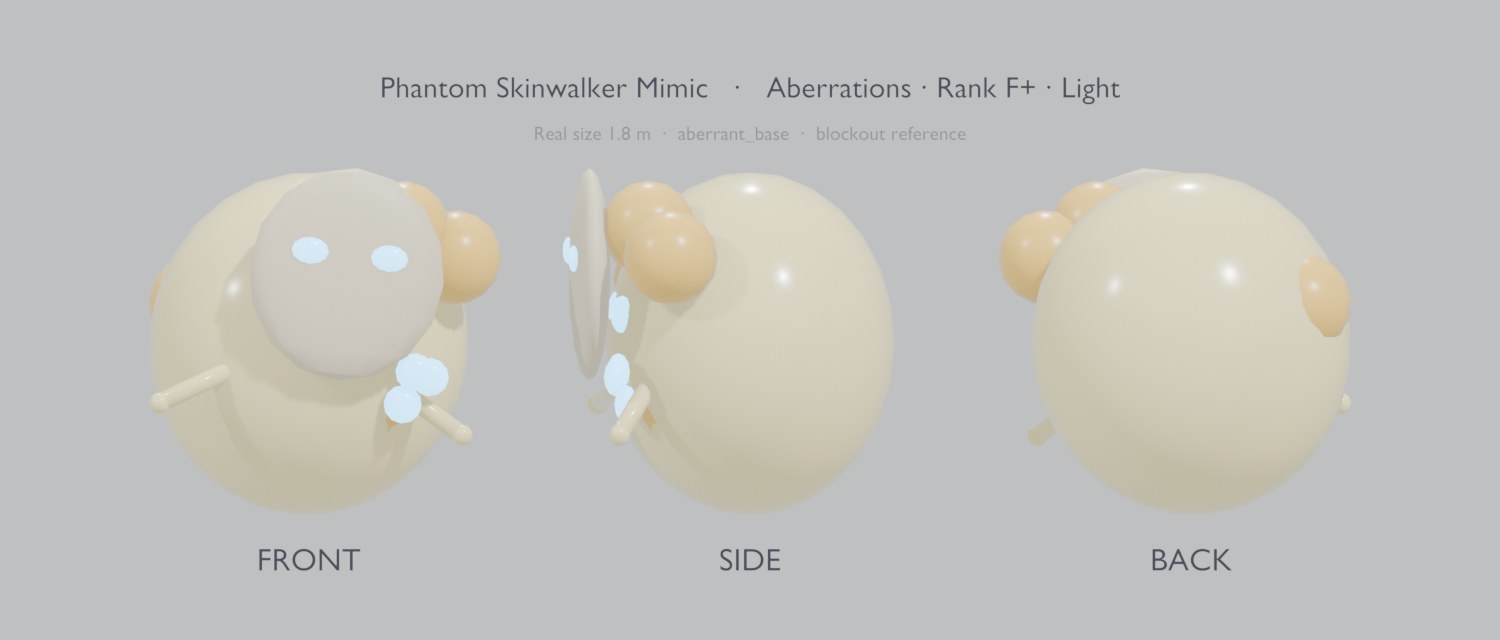 Phantom Skinwalker Mimic · Aberrations · Rank F+ · Light
Real size 1.8 m · aberrant_base · blockout reference
FRONT SIDE BACK